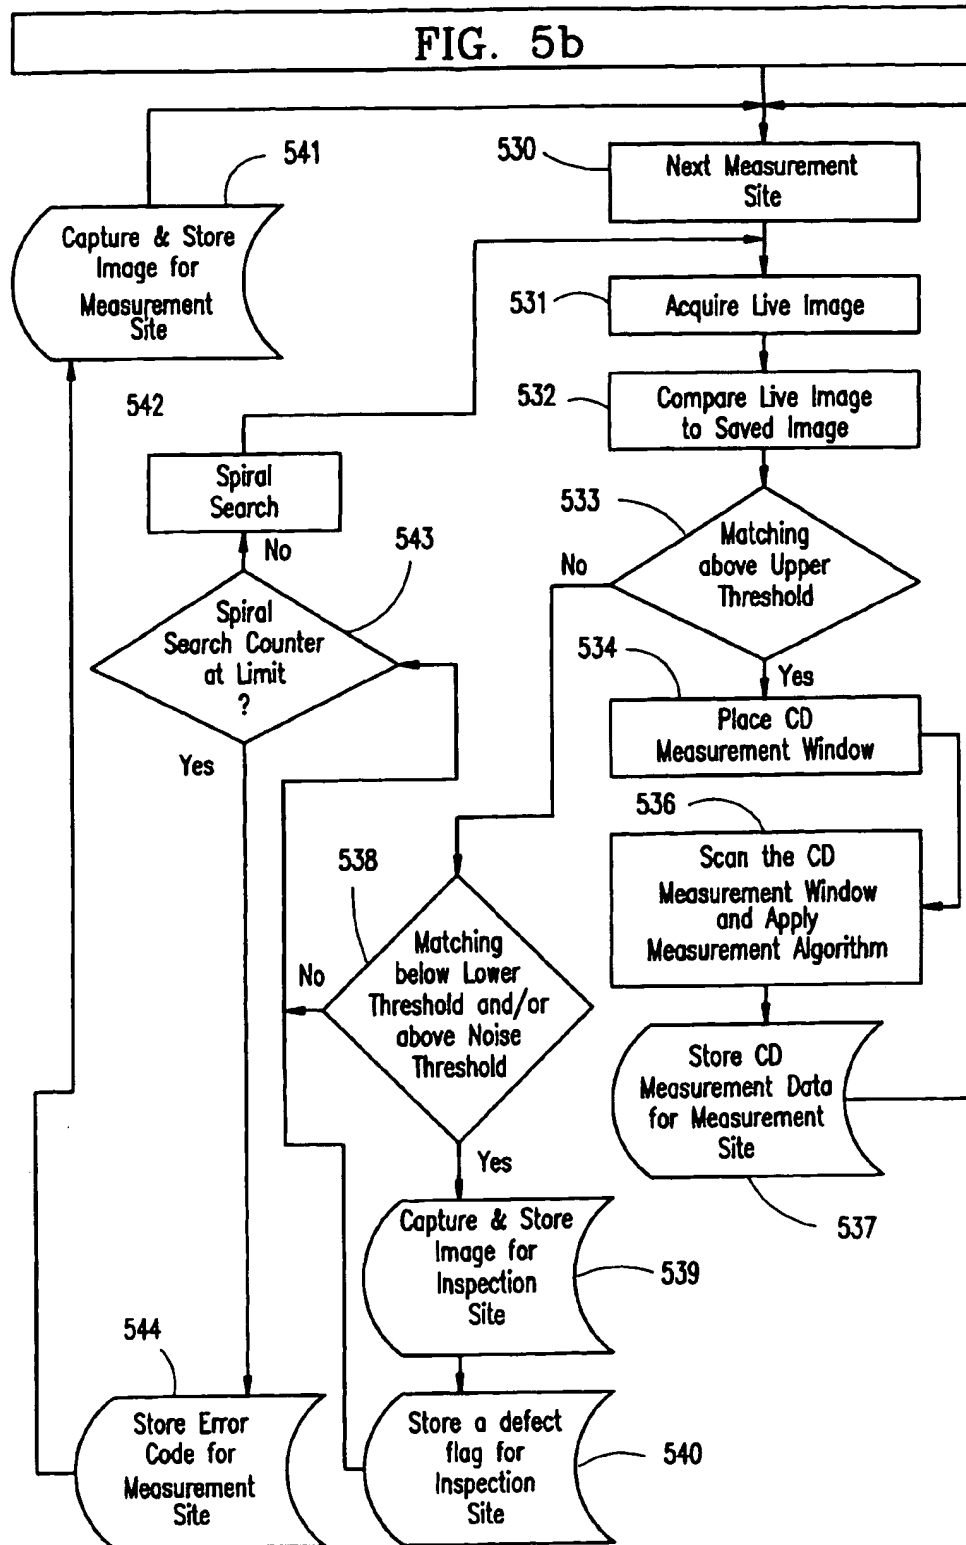 FIG. 5b
530
Next Measurement
Site
541
Capture & Store
Image for
Measurement
Site
531
Acquire Live Image
542
532
Compare Live Image
to Saved Image
Spiral
Search
533
Matching
above Upper
Threshold
No
Yes
No
543
Spiral
Search Counter
at Limit
?
Yes
534
Place CD
Measurement Window
536
Scan the CD
Measurement Window
and Apply
Measurement Algorithm
538
Matching
below Lower
Threshold and/or
above Noise
Threshold
No
Yes
Store CD
Measurement Data
for Measurement
Site
537
Capture & Store
Image for
Inspection
Site
539
544
Store Error
Code for
Measurement
Site
Store a defect
flag for
Inspection
Site
540